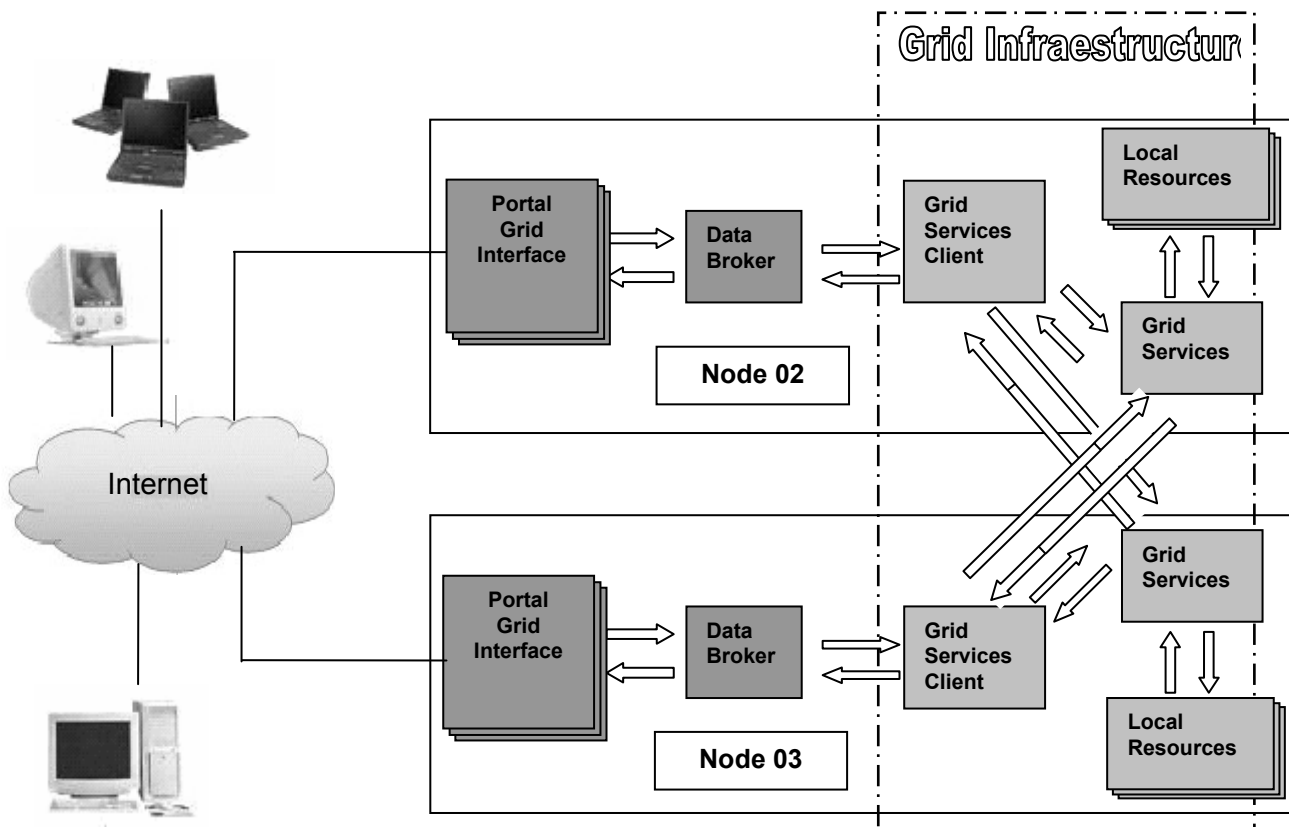 Grid Infraestructure
Local
Resources
Portal
Grid
Interface
Data
Broker
Grid
Services
Client
Grid
Services
Node 02
Internet
Grid
Services
Portal
Grid
Interface
Data
Broker
Grid
Services
Client
Local
Resources
Node 03